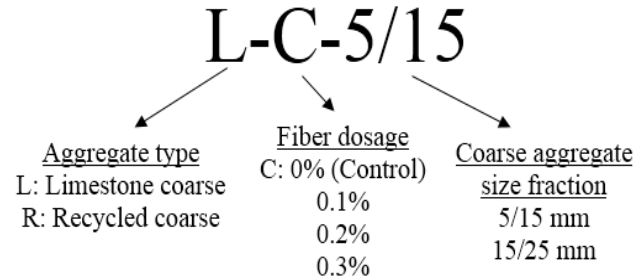 L-C-5/15
Aggregate type
L: Limestone coarse
R: Recycled coarse
Fiber dosage
C: 0% (Control)
0.1%
0.2%
0.3%
Coarse aggregate
size fraction
5/15 mm
15/25 mm